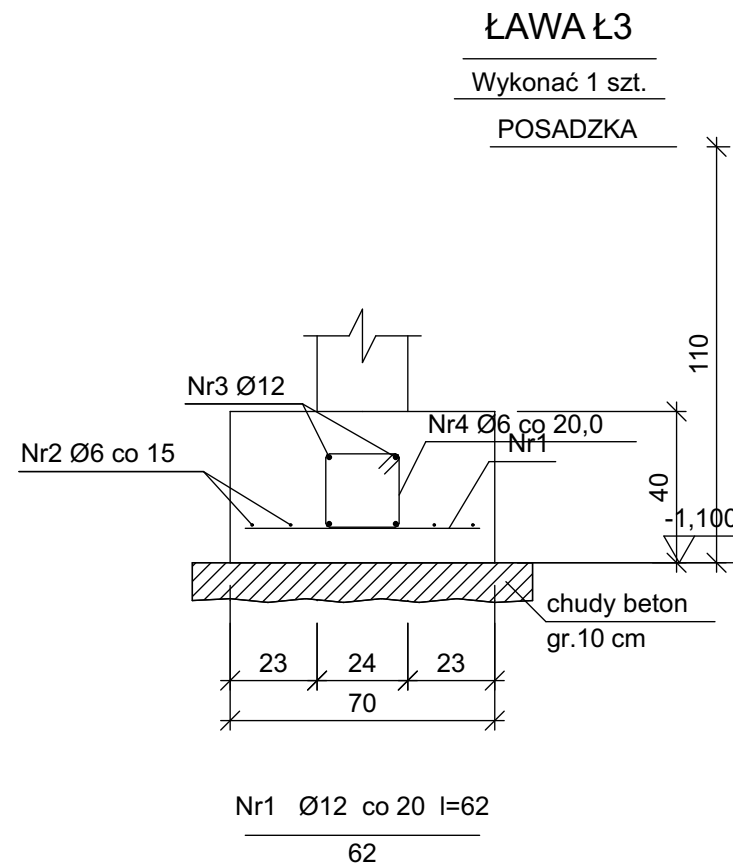 ŁAWA Ł3
Wykonać 1 szt.
POSADZKA
110
Nr3 Ø12
Nr4 Ø6 co 20,0
Nr1
Nr2 Ø6 co 15
40
-1,100
chudy beton
gr.10 cm
23 24 23
70
Nr1 Ø12 co 20 l=62
62